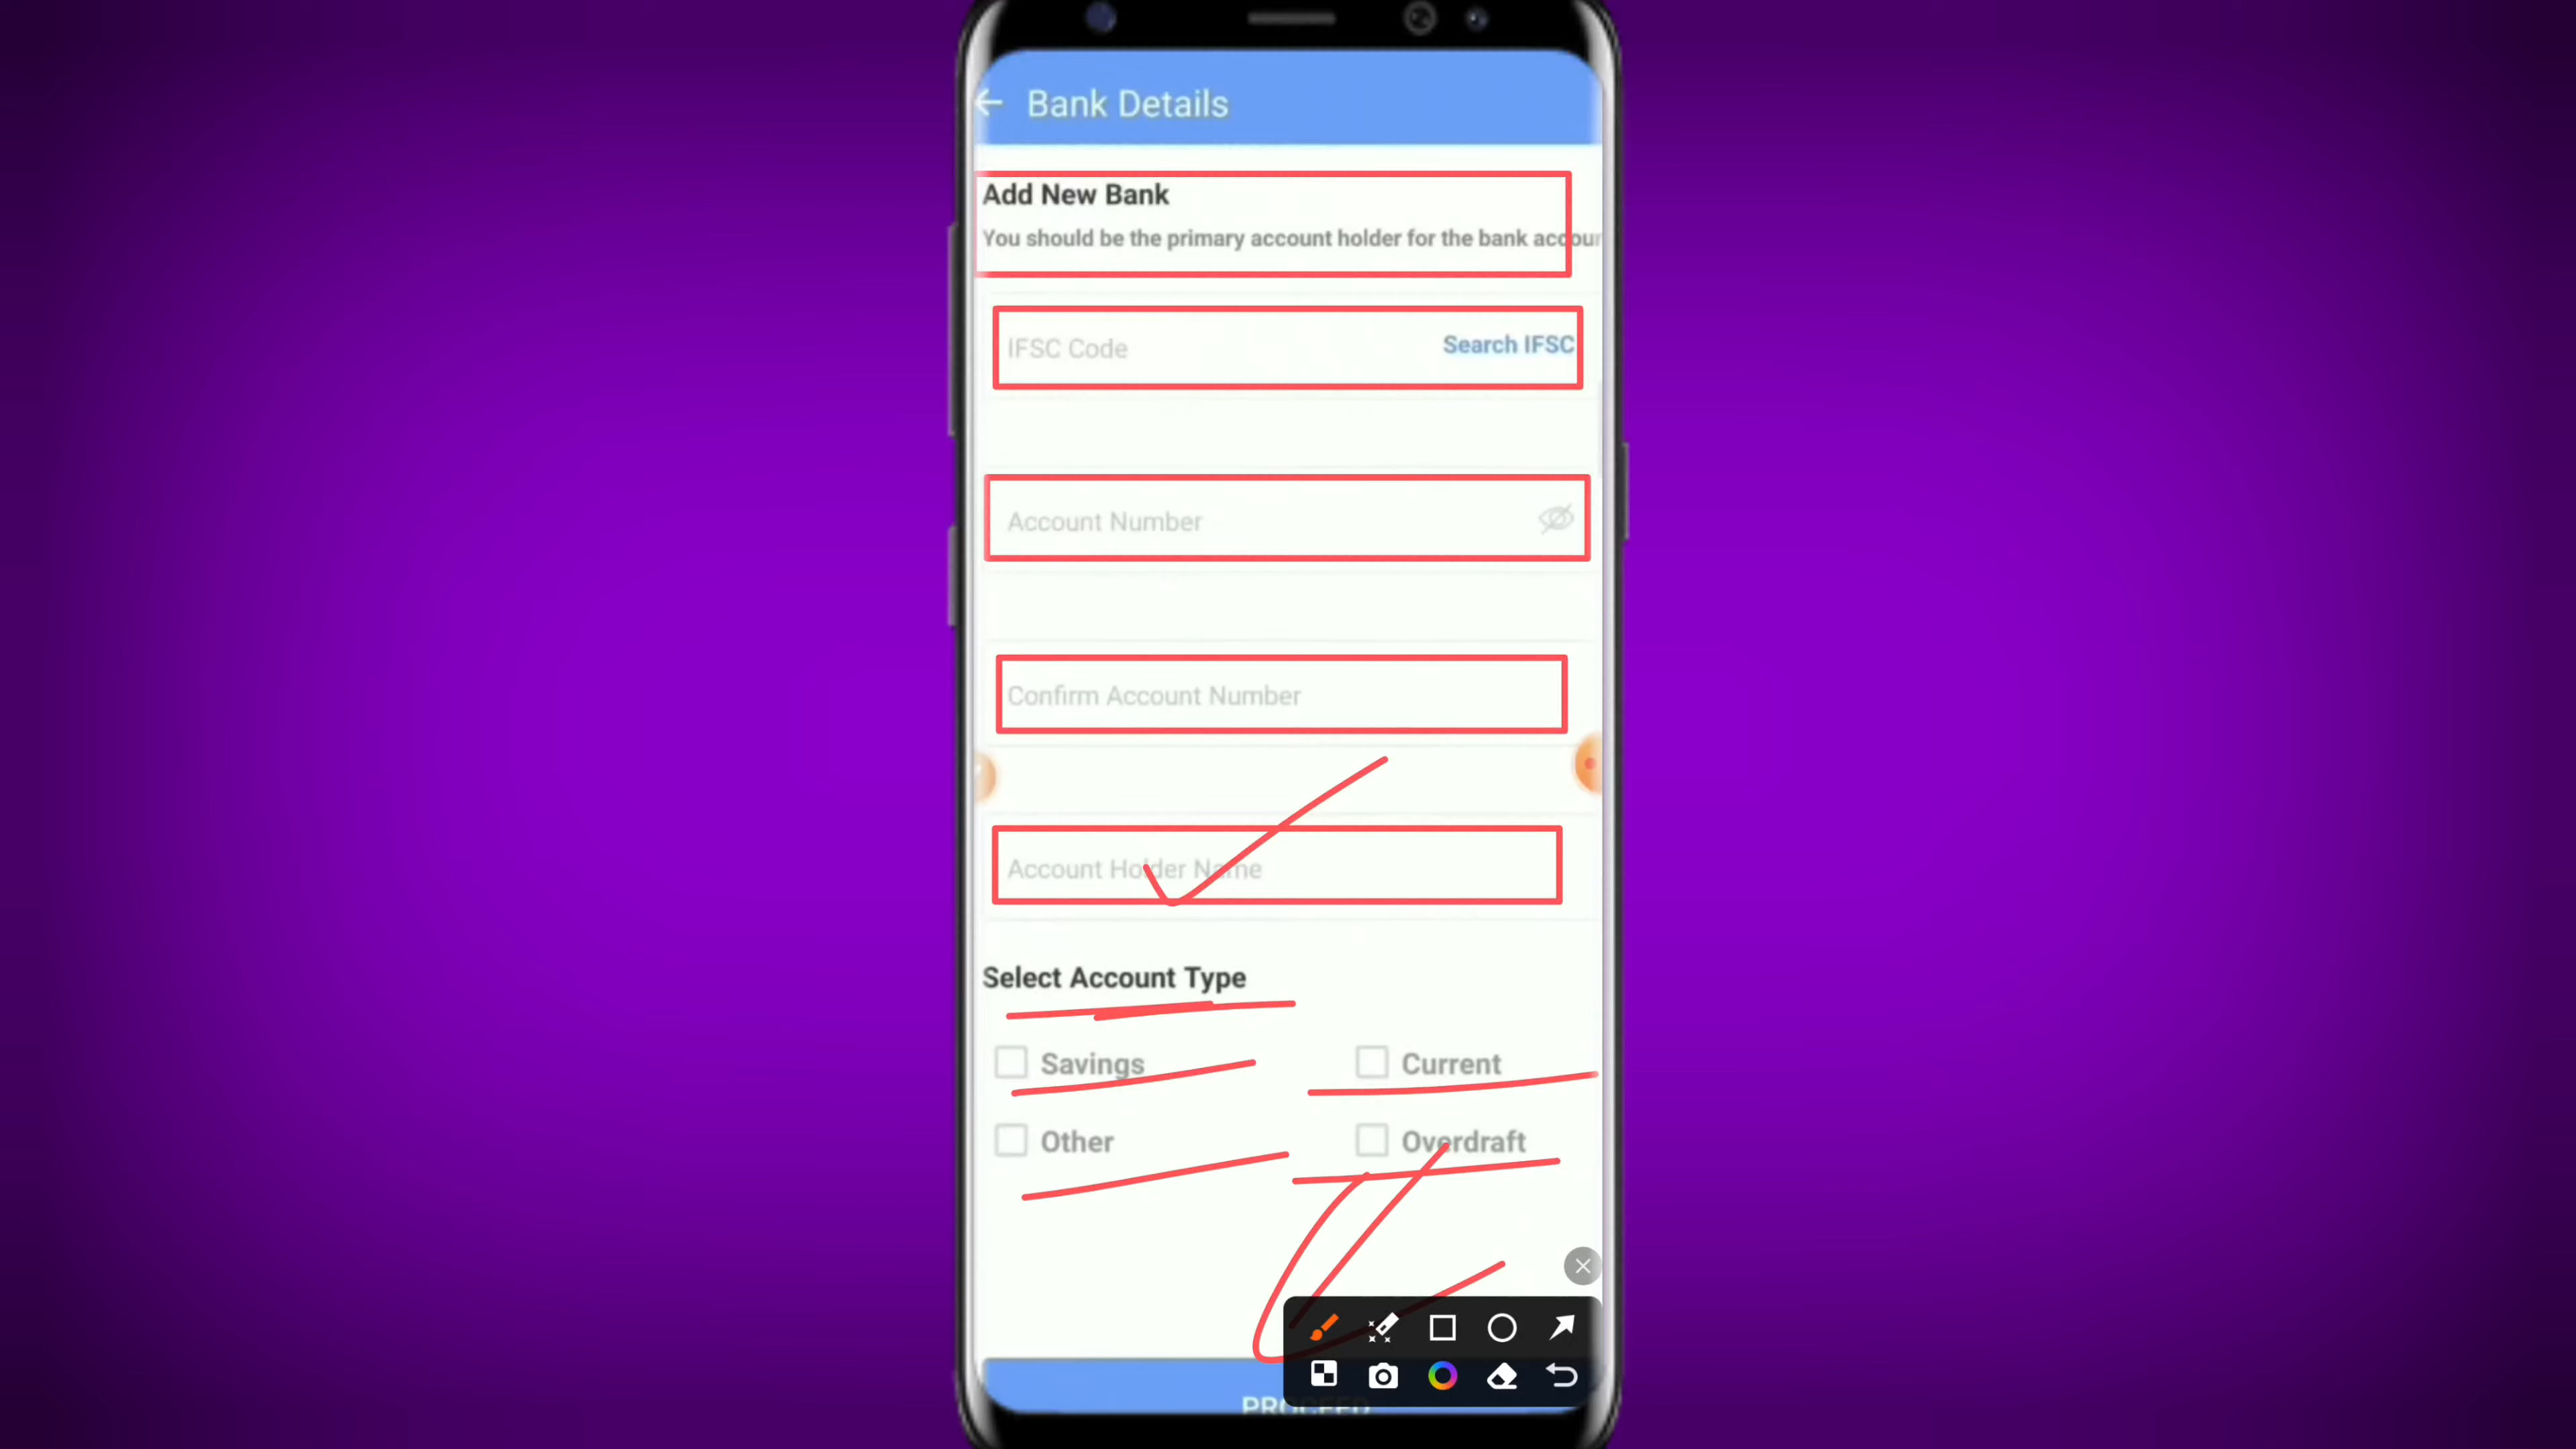 Bank Details
Add New Bank
You should be the primary account holder for the bank
IFSC Code
Search IFSC
Account Number
Confirm Account Number
Account Holder Name
Select Account Type
Savings
Current
Other
Overdraft
PROCEED